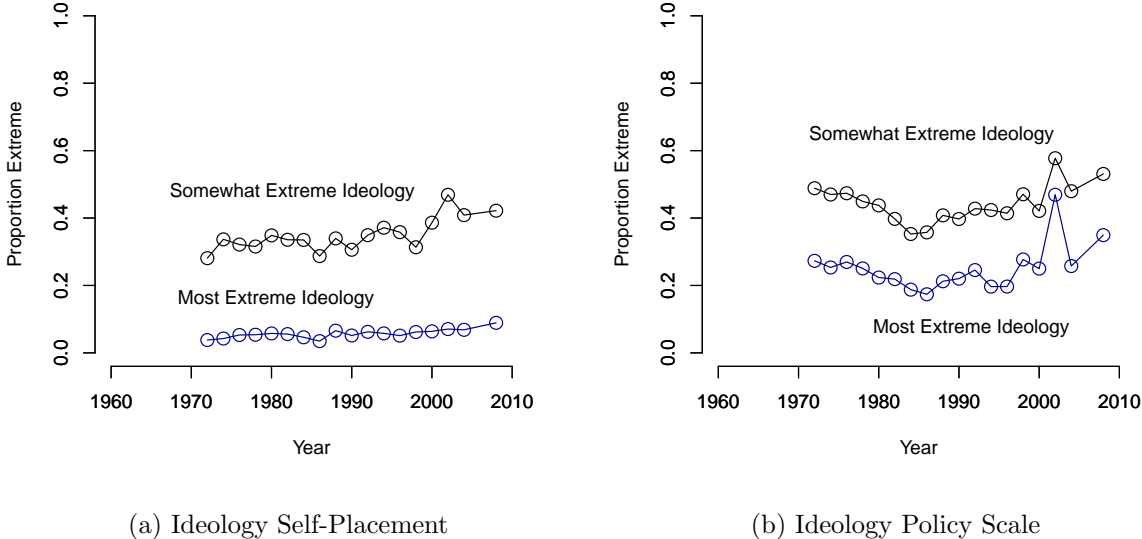 1.0
0.8
0.6
0.4
0.2
0.0
Proportion Extreme
Somewhat Extreme Ideology
Most Extreme Ideology
1960 1970 1980 1990 2000 2010
Year
(a) Ideology Self-Placement
1.0
0.8
0.6
0.4
0.2
0.0
Proportion Extreme
Somewhat Extreme Ideology
Most Extreme Ideology
1960 1970 1980 1990 2000 2010
Year
(b) Ideology Policy Scale